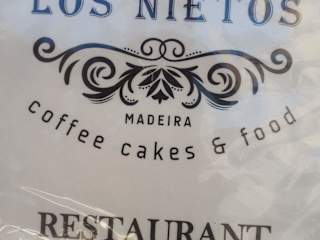 LOS NIETOS
MADEIRA
coffee cakes & food
RESTAURANT